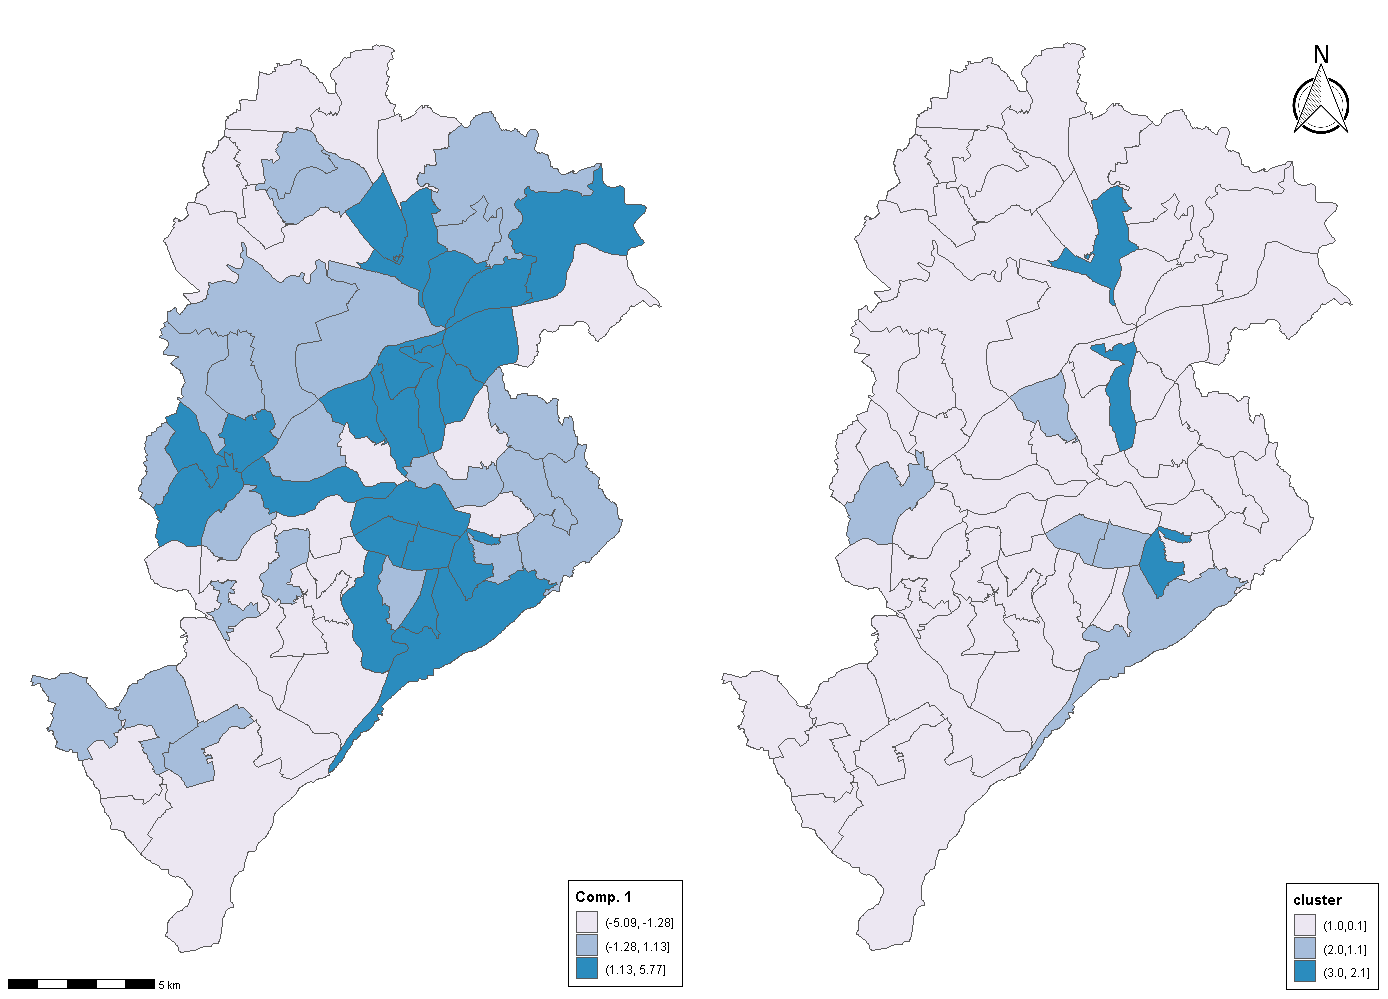 N
Comp. 1
(-5.09, -1.28]
(-1.28, 1.13]
(1.13, 5.77]
cluster
(1.0,0.1]
(2.0,1.1]
(3.0, 2.1]
5 km